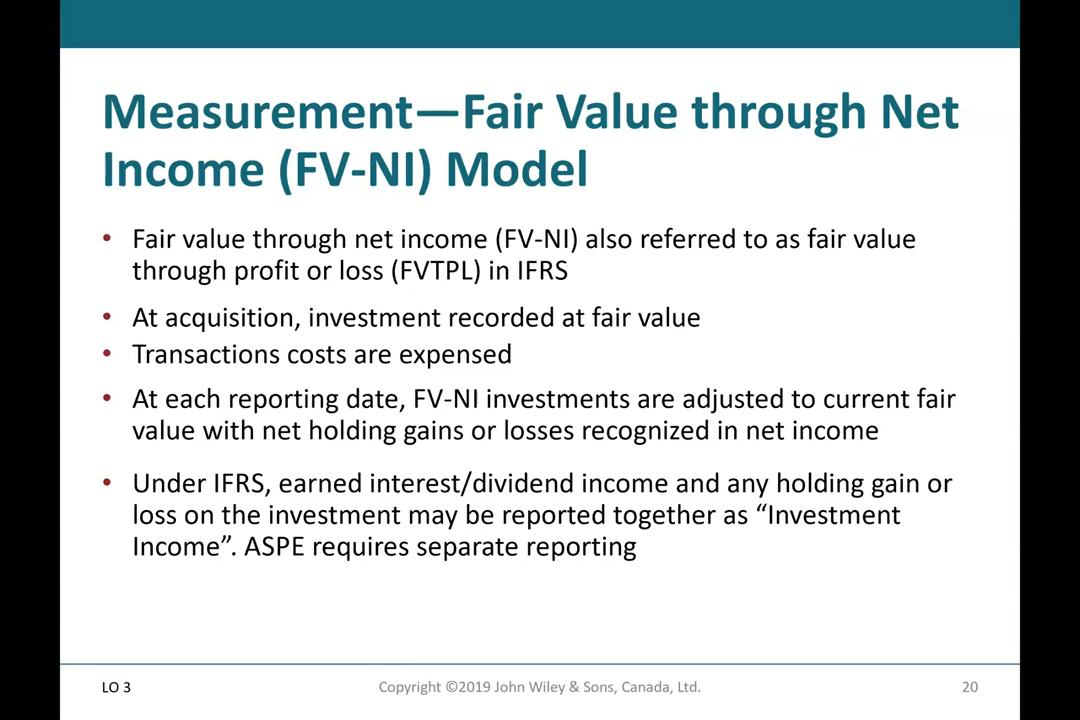 Measurement—Fair Value through Net
Income (FV-NI) Model
• Fair value through net income (FV-NI) also referred to as fair value
through profit or loss (FVTPL) in IFRS
• At acquisition, investment recorded at fair value
• Transactions costs are expensed
• At each reporting date, FV-NI investments are adjusted to current fair
value with net holding gains or losses recognized in net income
• Under IFRS, earned interest/dividend income and any holding gain or
loss on the investment may be reported together as “Investment
Income”. ASPE requires separate reporting
LO 3
Copyright ©2019 John Wiley & Sons, Canada, Ltd.
20